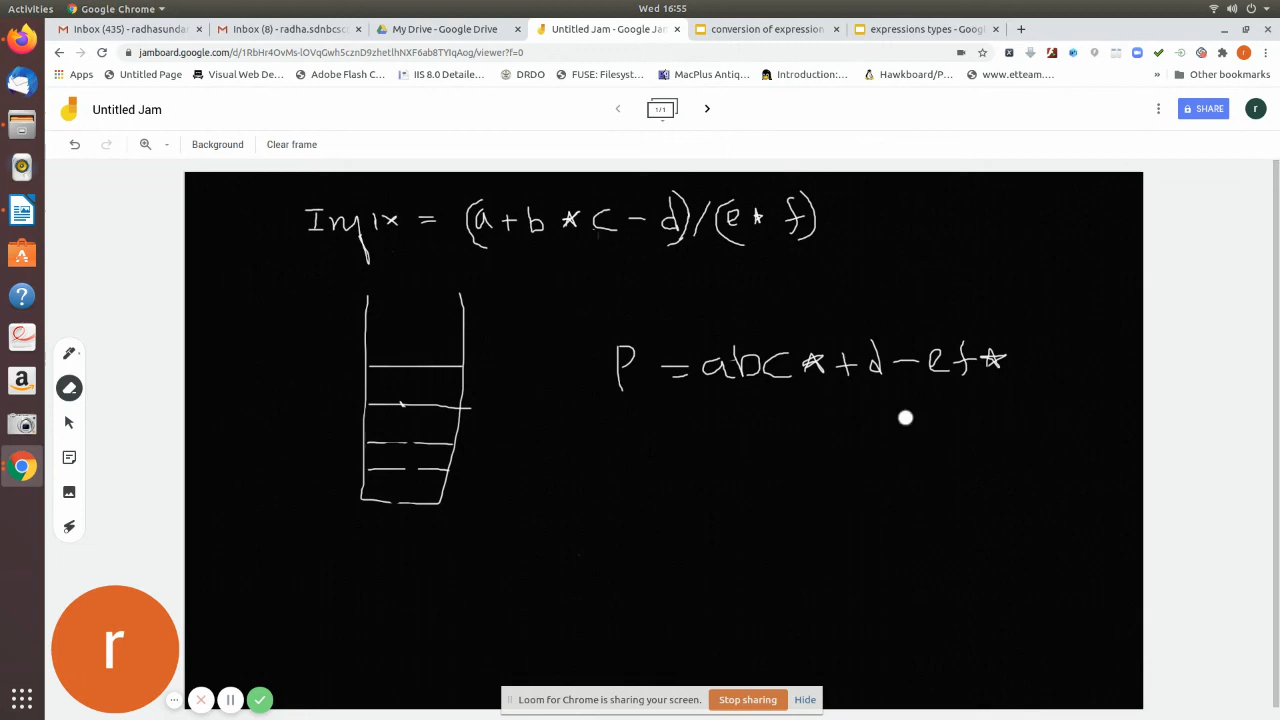 Activities
Google Chrome
Wed 16:55
Inbox (435) - radhasundar
Inbox (8) - radha.sdnbcsc
My Drive - Google Drive
Untitled Jam - Google Jam
conversion of expression
expressions types - Googl
jamboard.google.com/d/1RbHr4OvMs-lOVqGwh5cznD9zhetlhNXF6ab8TYIqAog/viewer?f=0
Apps
Untitled Page
Visual Web De...
Adobe Flash C...
IIS 8.0 Detaile...
DRDO
FUSE: Filesyst...
MacPlus Antiq...
Introduction:...
Hawkboard/P...
www.etteam....
»
Other bookmarks
Untitled Jam
1/1
SHARE
r
Background
Clear frame
Infix = (a + b * c - d) / (e * f)
P = abc * + d - ef *
r
Loom for Chrome is sharing your screen.
Stop sharing
Hide